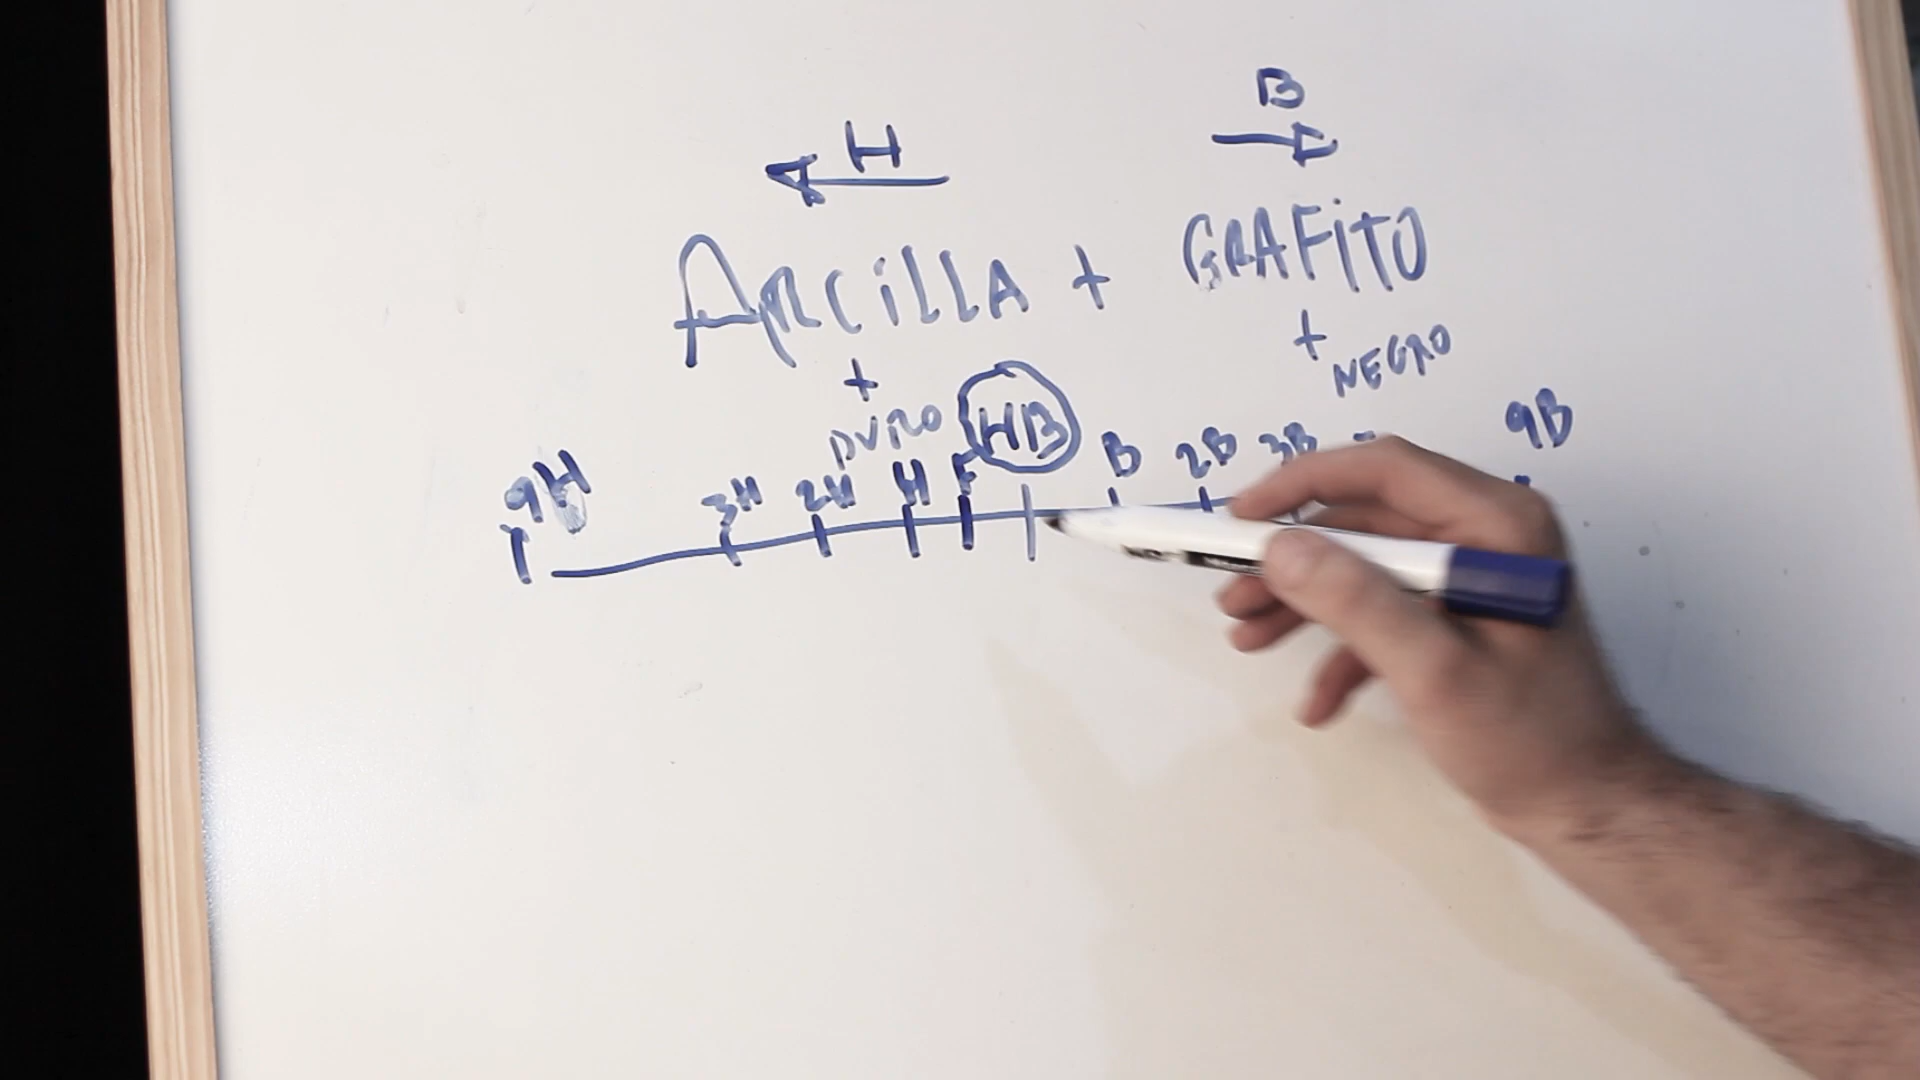 H
B
ARCILLA + GRAFITO
+ DURO
+ NEGRO
9H 3H 2H H F HB B 2B 3B 9B